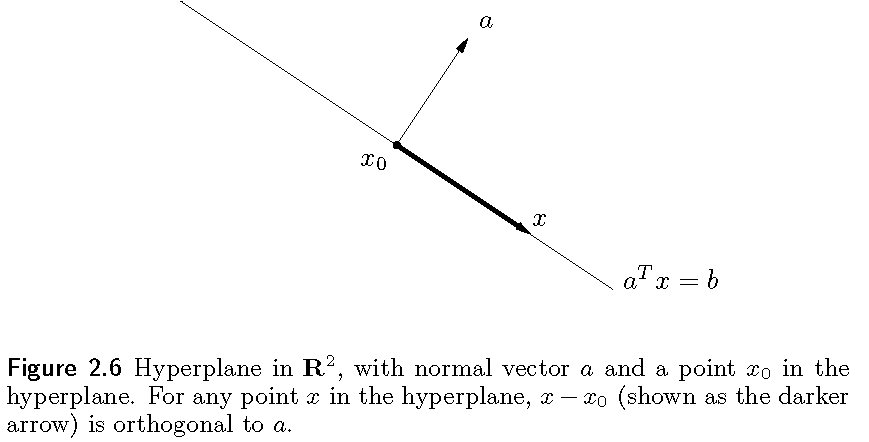 a
x₀
x
aᵀx = b
Figure 2.6 Hyperplane in R², with normal vector a and a point x₀ in the
hyperplane. For any point x in the hyperplane, x − x₀ (shown as the darker
arrow) is orthogonal to a.